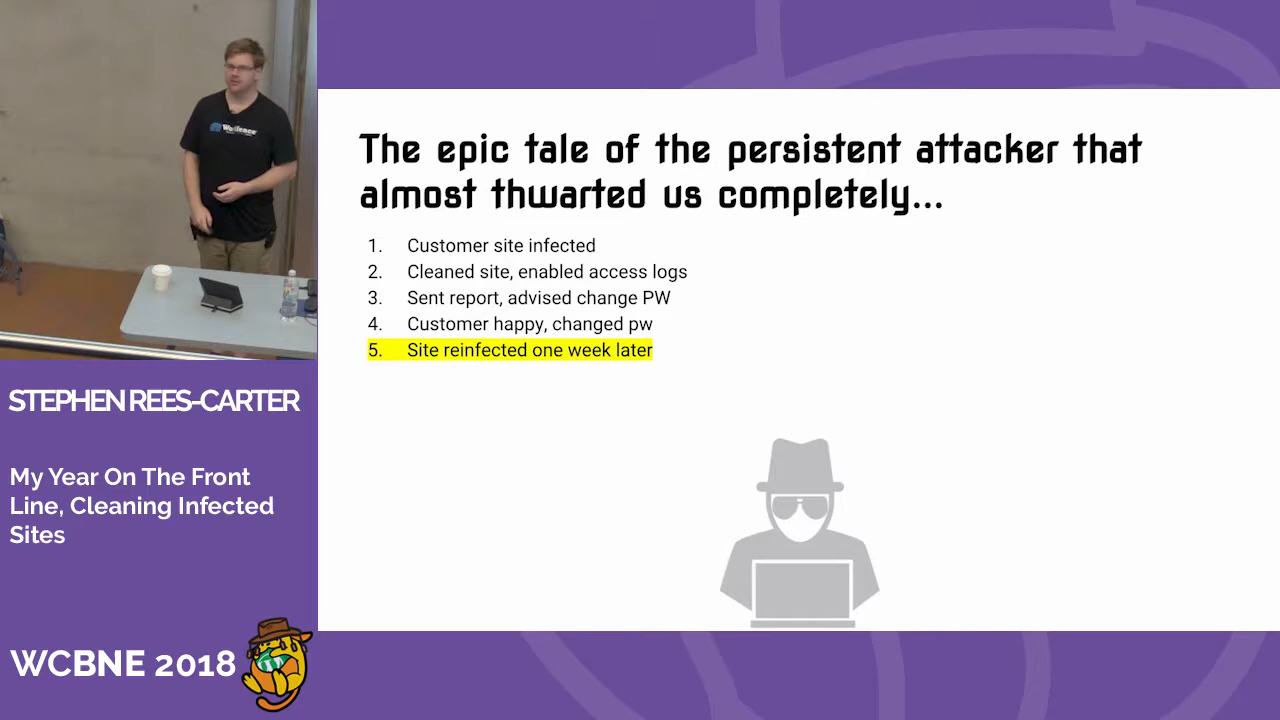 Wordfence
STEPHEN REES-CARTER
My Year On The Front
Line, Cleaning Infected
Sites
WCBNE 2018
The epic tale of the persistent attacker that
almost thwarted us completely...
1. Customer site infected
2. Cleaned site, enabled access logs
3. Sent report, advised change PW
4. Customer happy, changed pw
5. Site reinfected one week later